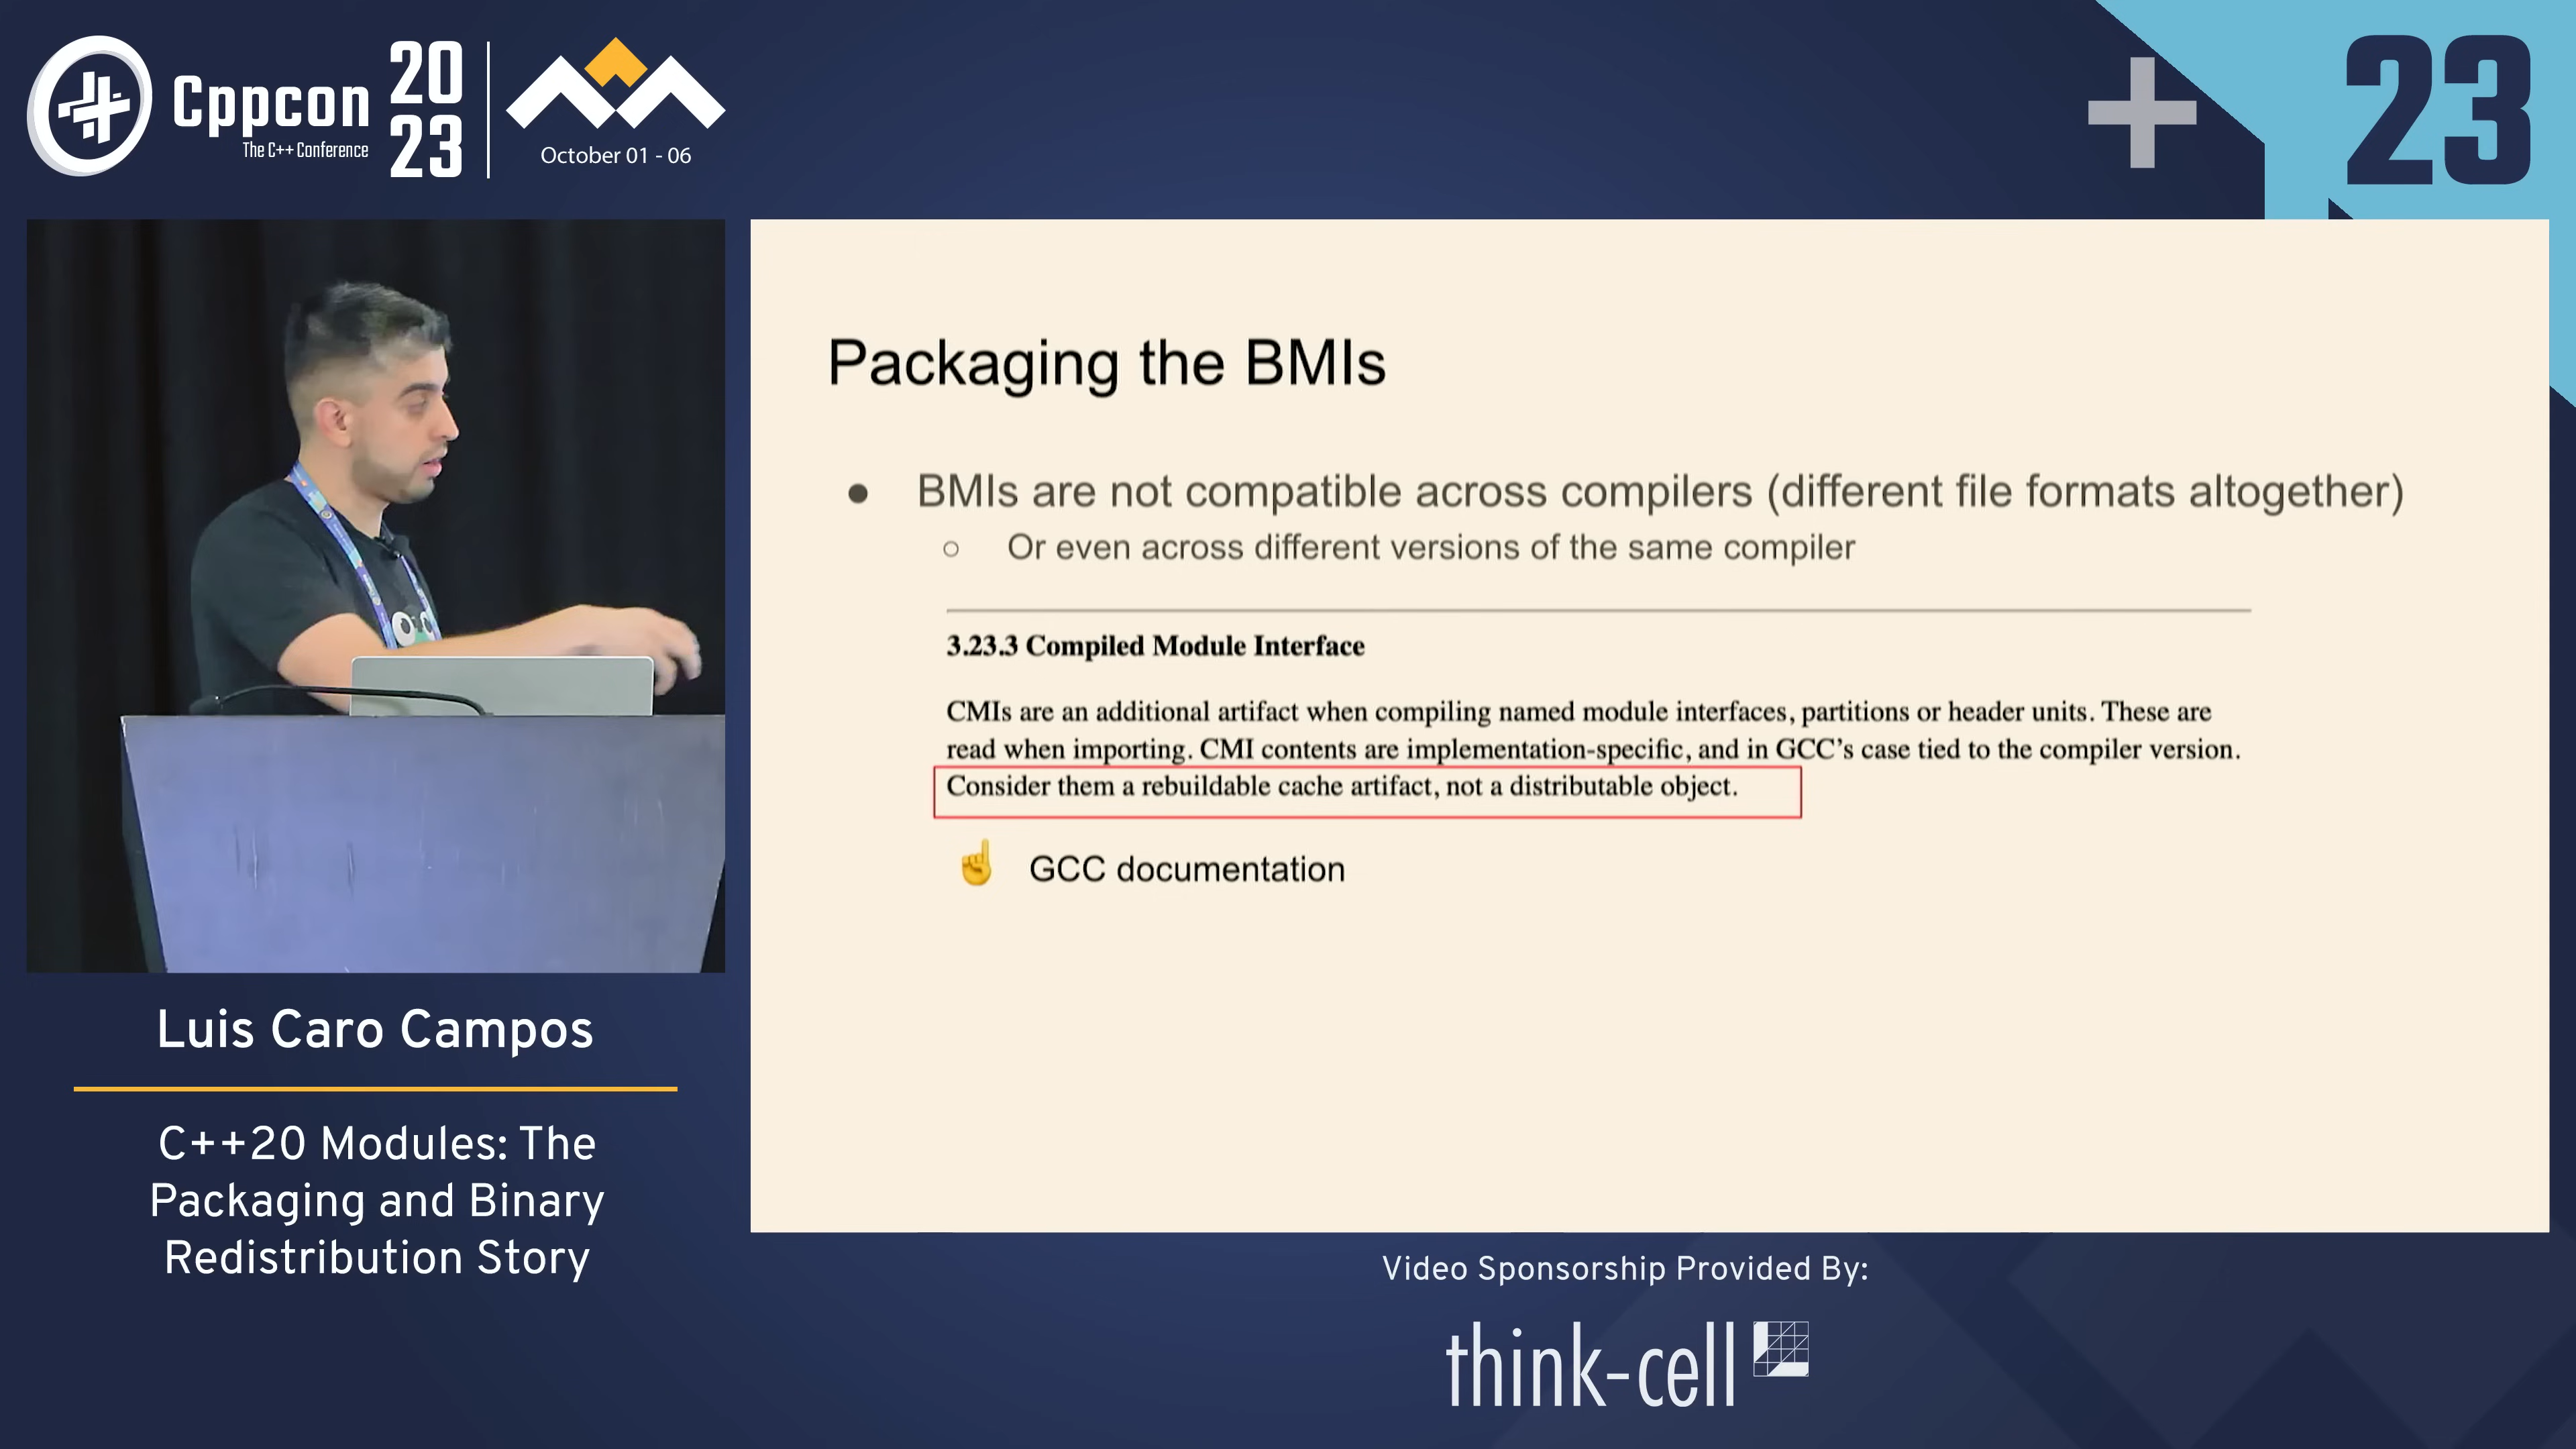 Cppcon
The C++ Conference
20
23
October 01 - 06
23
Packaging the BMIs
● BMIs are not compatible across compilers (different file formats altogether)
○ Or even across different versions of the same compiler
3.23.3 Compiled Module Interface
CMIs are an additional artifact when compiling named module interfaces, partitions or header units. These are
read when importing. CMI contents are implementation-specific, and in GCC's case tied to the compiler version.
Consider them a rebuildable cache artifact, not a distributable object.
☝ GCC documentation
Luis Caro Campos
C++20 Modules: The
Packaging and Binary
Redistribution Story
Video Sponsorship Provided By:
think-cell